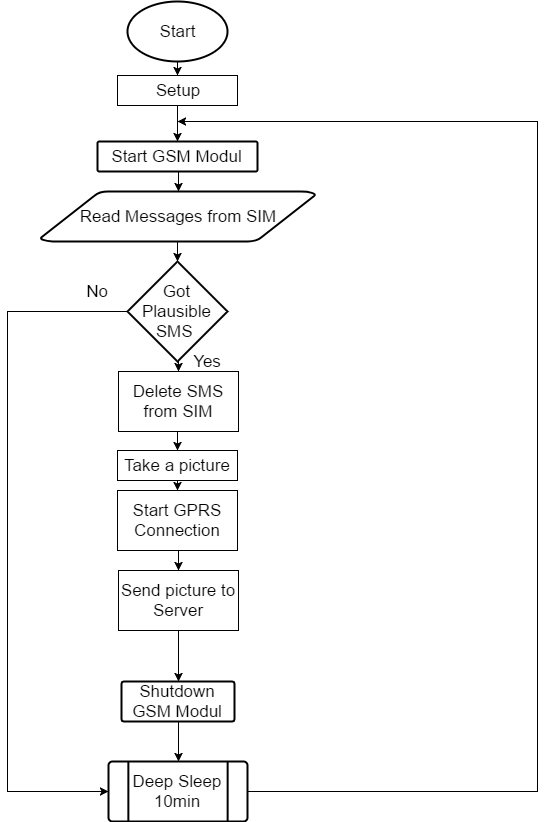 Start
Setup
Start GSM Modul
Read Messages from SIM
No
Got
Plausible
SMS
Yes
Delete SMS
from SIM
Take a picture
Start GPRS
Connection
Send picture to
Server
Shutdown
GSM Modul
Deep Sleep
10min